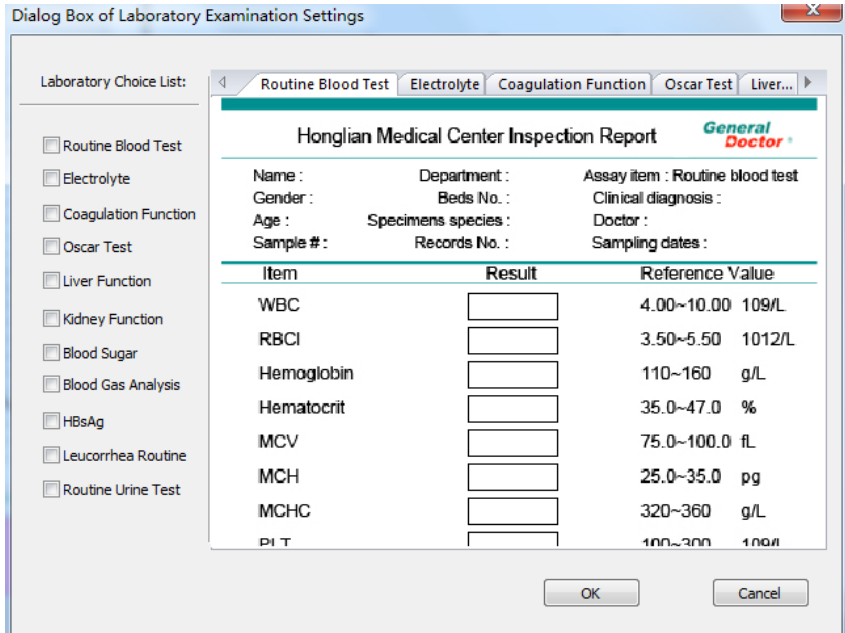 Dialog Box of Laboratory Examination Settings
Laboratory Choice List:
Routine Blood Test
Electrolyte
Coagulation Function
Oscar Test
Liver Function
Kidney Function
Blood Sugar
Blood Gas Analysis
HBsAg
Leucorrhea Routine
Routine Urine Test
Routine Blood Test Electrolyte Coagulation Function Oscar Test Liver...
Honglian Medical Center Inspection Report
General
Doctor
Name : Department : Assay item : Routine blood test
Gender : Beds No. : Clinical diagnosis :
Age : Specimens species : Doctor :
Sample # : Records No. : Sampling dates :
Item Result Reference Value
WBC 4.00~10.00 109/L
RBCI 3.50~5.50 1012/L
Hemoglobin 110~160 g/L
Hematocrit 35.0~47.0 %
MCV 75.0~100.0 fL
MCH 25.0~35.0 pg
MCHC 320~360 g/L
PLT 100~300 109/L
OK Cancel